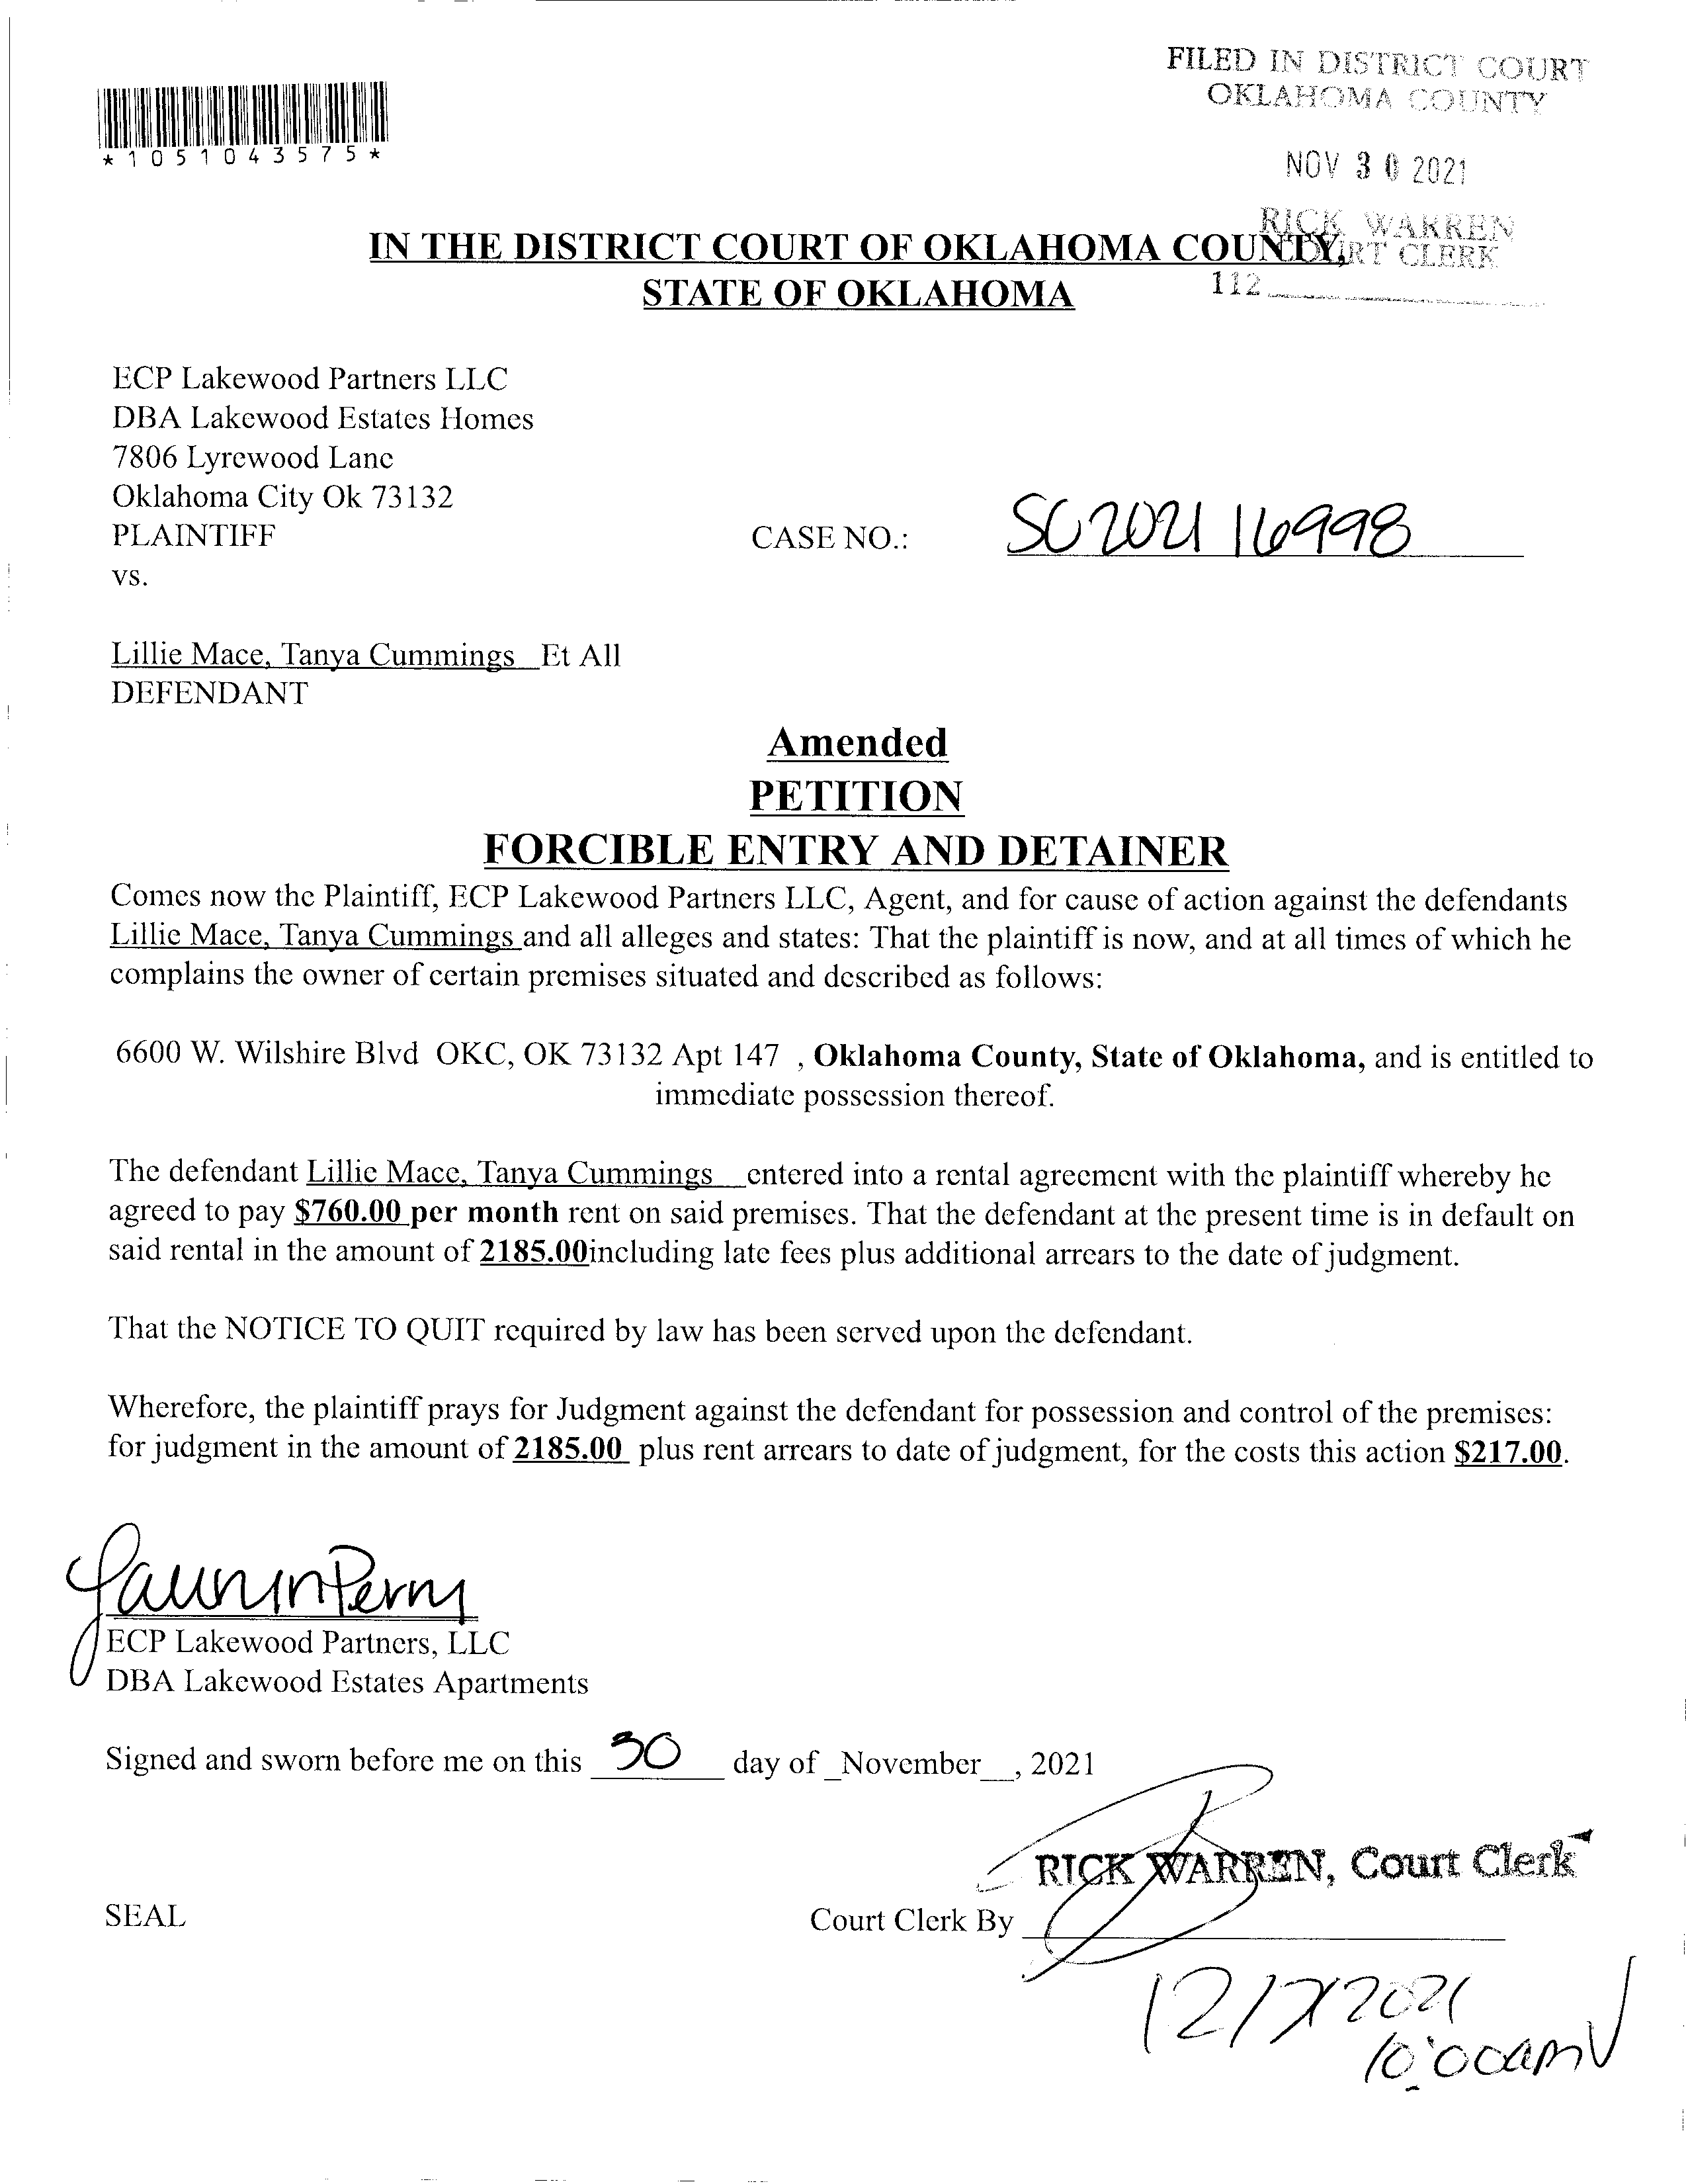 FILED IN DISTRICT COURT
OKLAHOMA COUNTY
*1051043575*
NOV 30 2021
RICK WARREN
COURT CLERK
112
IN THE DISTRICT COURT OF OKLAHOMA COUNTY,
STATE OF OKLAHOMA
ECP Lakewood Partners LLC
DBA Lakewood Estates Homes
7806 Lyrewood Lane
Oklahoma City Ok 73132
PLAINTIFF
CASE NO.: SC 2021 16998
vs.
Lillie Mace, Tanya Cummings Et All
DEFENDANT
Amended
PETITION
FORCIBLE ENTRY AND DETAINER
Comes now the Plaintiff, ECP Lakewood Partners LLC, Agent, and for cause of action against the defendants
Lillie Mace, Tanya Cummings and all alleges and states: That the plaintiff is now, and at all times of which he
complains the owner of certain premises situated and described as follows:
6600 W. Wilshire Blvd OKC, OK 73132 Apt 147 , Oklahoma County, State of Oklahoma, and is entitled to
immediate possession thereof.
The defendant Lillie Mace, Tanya Cummings entered into a rental agreement with the plaintiff whereby he
agreed to pay $760.00 per month rent on said premises. That the defendant at the present time is in default on
said rental in the amount of 2185.00including late fees plus additional arrears to the date of judgment.
That the NOTICE TO QUIT required by law has been served upon the defendant.
Wherefore, the plaintiff prays for Judgment against the defendant for possession and control of the premises:
for judgment in the amount of 2185.00 plus rent arrears to date of judgment, for the costs this action $217.00.
ECP Lakewood Partners, LLC
DBA Lakewood Estates Apartments
Signed and sworn before me on this 30 day of _November__, 2021
RICK WARREN, Court Clerk
SEAL
Court Clerk By
2021
10:00am